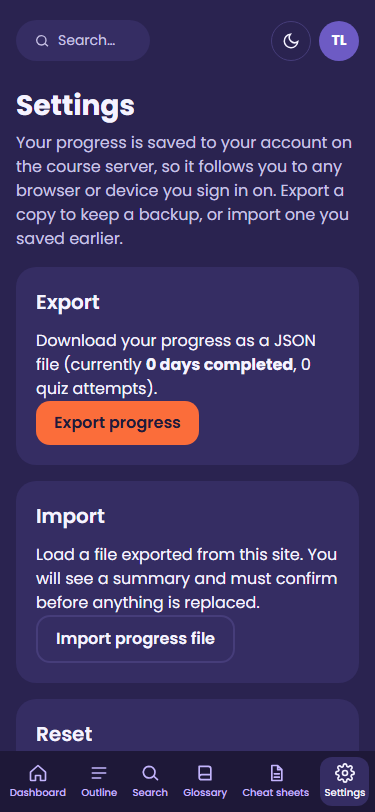 Search...
TL
Settings
Your progress is saved to your account on
the course server, so it follows you to any
browser or device you sign in on. Export a
copy to keep a backup, or import one you
saved earlier.
Export
Download your progress as a JSON
file (currently 0 days completed, 0
quiz attempts).
Export progress
Import
Load a file exported from this site. You
will see a summary and must confirm
before anything is replaced.
Import progress file
Reset
Dashboard Outline Search Glossary Cheat sheets Settings